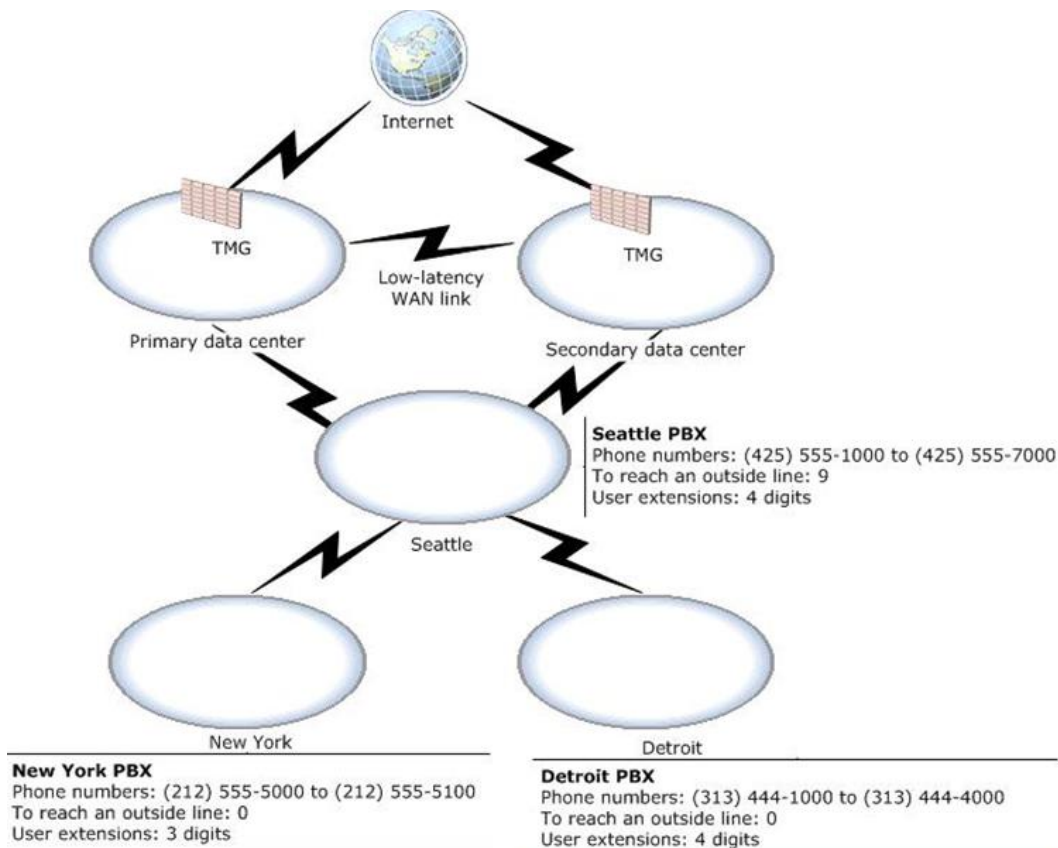 Internet
TMG
TMG
Low-latency
WAN link
Primary data center
Secondary data center
Seattle PBX
Phone numbers: (425) 555-1000 to (425) 555-7000
To reach an outside line: 9
User extensions: 4 digits
Seattle
New York
Detroit
New York PBX
Phone numbers: (212) 555-5000 to (212) 555-5100
To reach an outside line: 0
User extensions: 3 digits
Detroit PBX
Phone numbers: (313) 444-1000 to (313) 444-4000
To reach an outside line: 0
User extensions: 4 digits